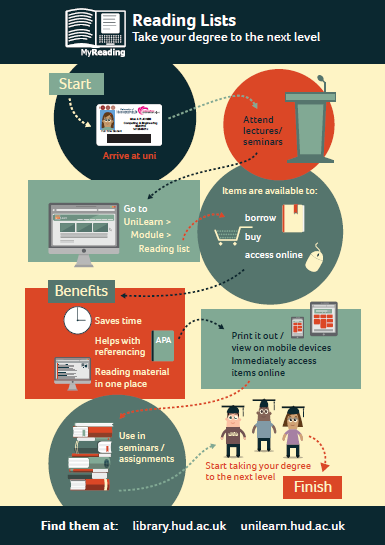 Reading Lists
Take your degree to the next level
MyReading
Start
Arrive at uni
Attend
lectures/
seminars
Go to
UniLearn >
Module >
Reading list
Items are available to:
borrow
buy
access online
Benefits
Saves time
Helps with
referencing
APA
Reading material
in one place
Print it out /
view on mobile devices
Immediately access
items online
Use in
seminars /
assignments
Start taking your degree
to the next level
Finish
Find them at: library.hud.ac.uk unilearn.hud.ac.uk